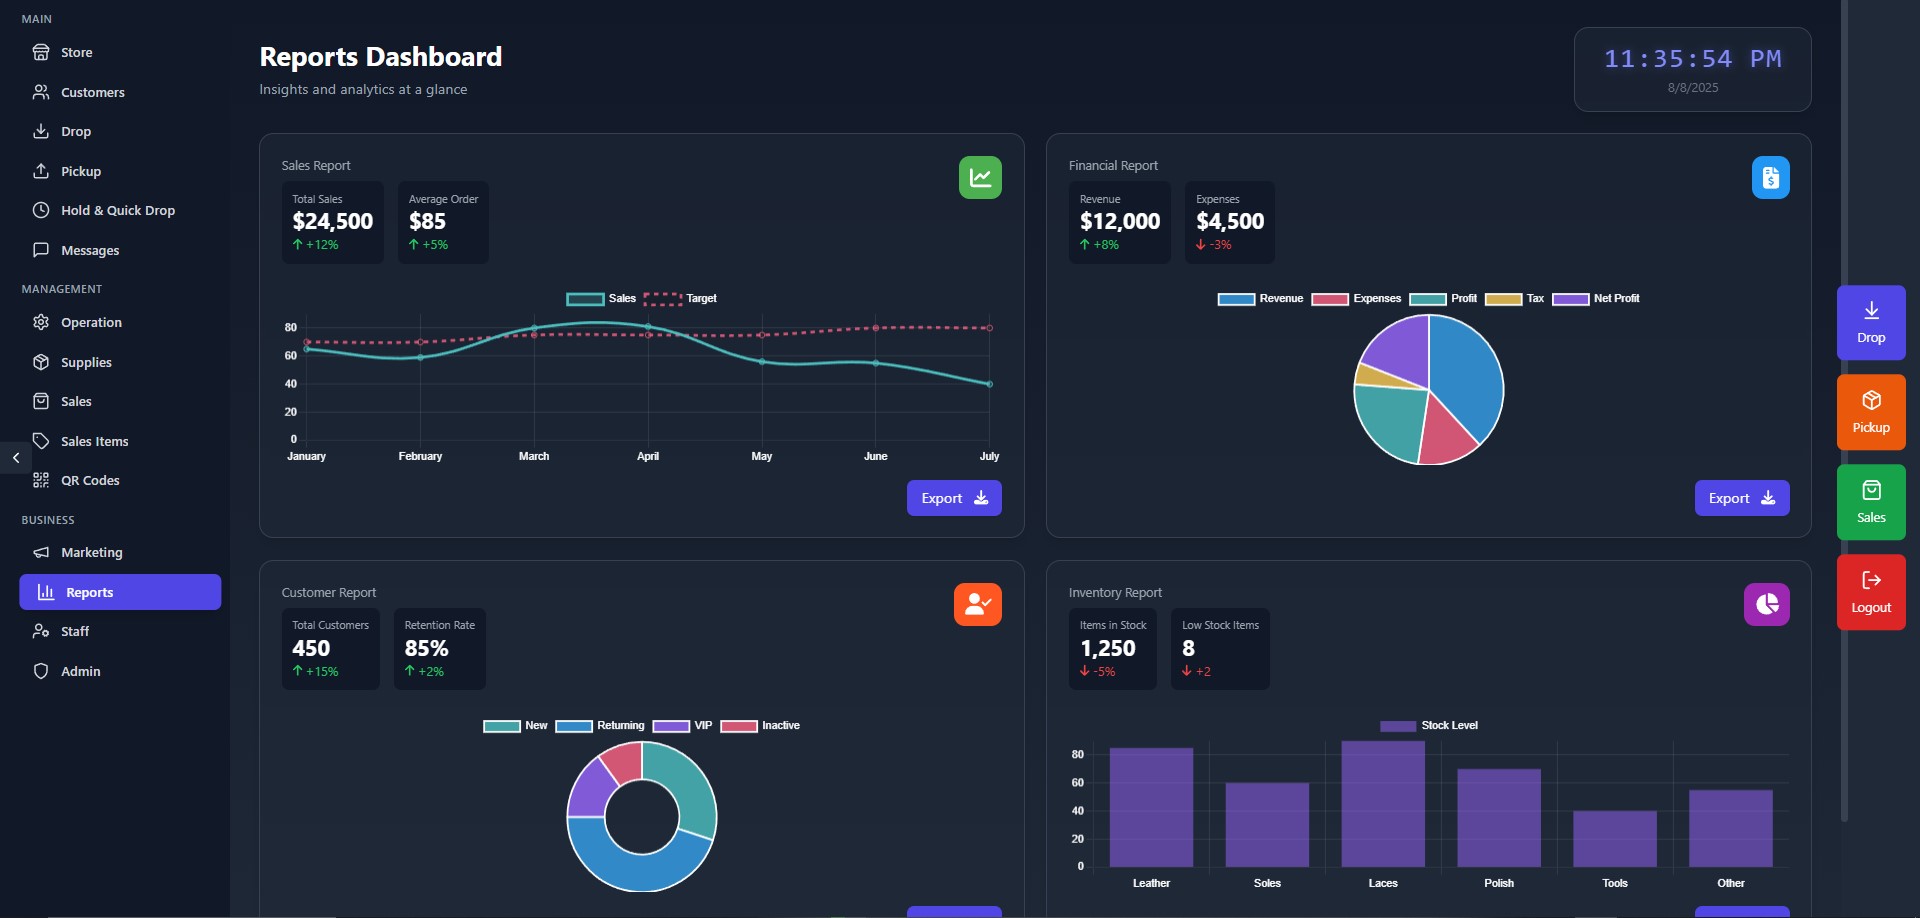 MAIN
Store
Customers
Drop
Pickup
Hold & Quick Drop
Messages
MANAGEMENT
Operation
Supplies
Sales
Sales Items
QR Codes
BUSINESS
Marketing
Reports
Staff
Admin
Reports Dashboard
Insights and analytics at a glance
11:35:54 PM
8/8/2025
Sales Report
Total Sales
$24,500
+12%
Average Order
$85
+5%
Sales Target
80
60
40
20
0
January February March April May June July
Export
Financial Report
Revenue
$12,000
+8%
Expenses
$4,500
-3%
Revenue Expenses Profit Tax Net Profit
Export
Customer Report
Total Customers
450
+15%
Retention Rate
85%
+2%
New Returning VIP Inactive
Inventory Report
Items in Stock
1,250
-5%
Low Stock Items
8
+2
Stock Level
80
60
40
20
0
Leather Soles Laces Polish Tools Other
Drop
Pickup
Sales
Logout